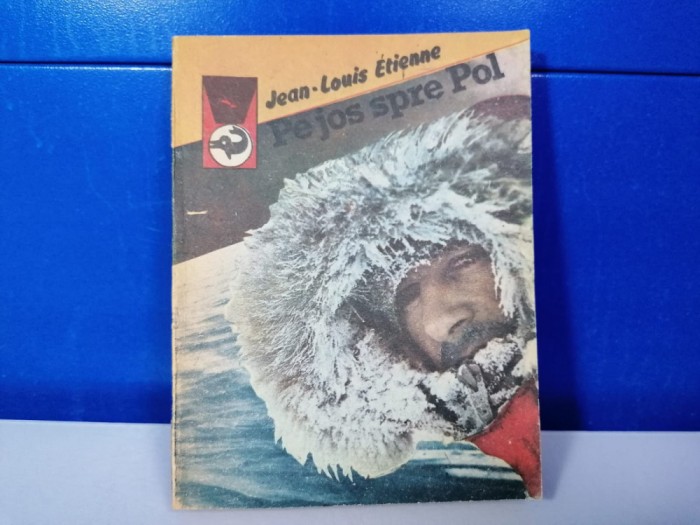 Jean-Louis Étienne
Pe jos spre Pol